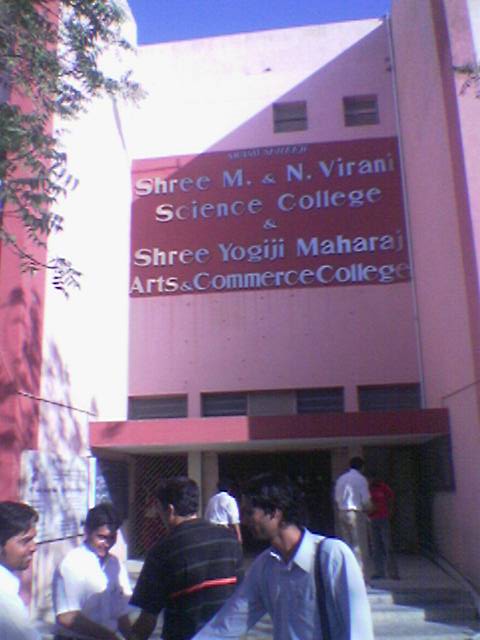 Shree M. & N. Virani
Science College
&
Shree Yogiji Maharaj
Arts & Commerce College